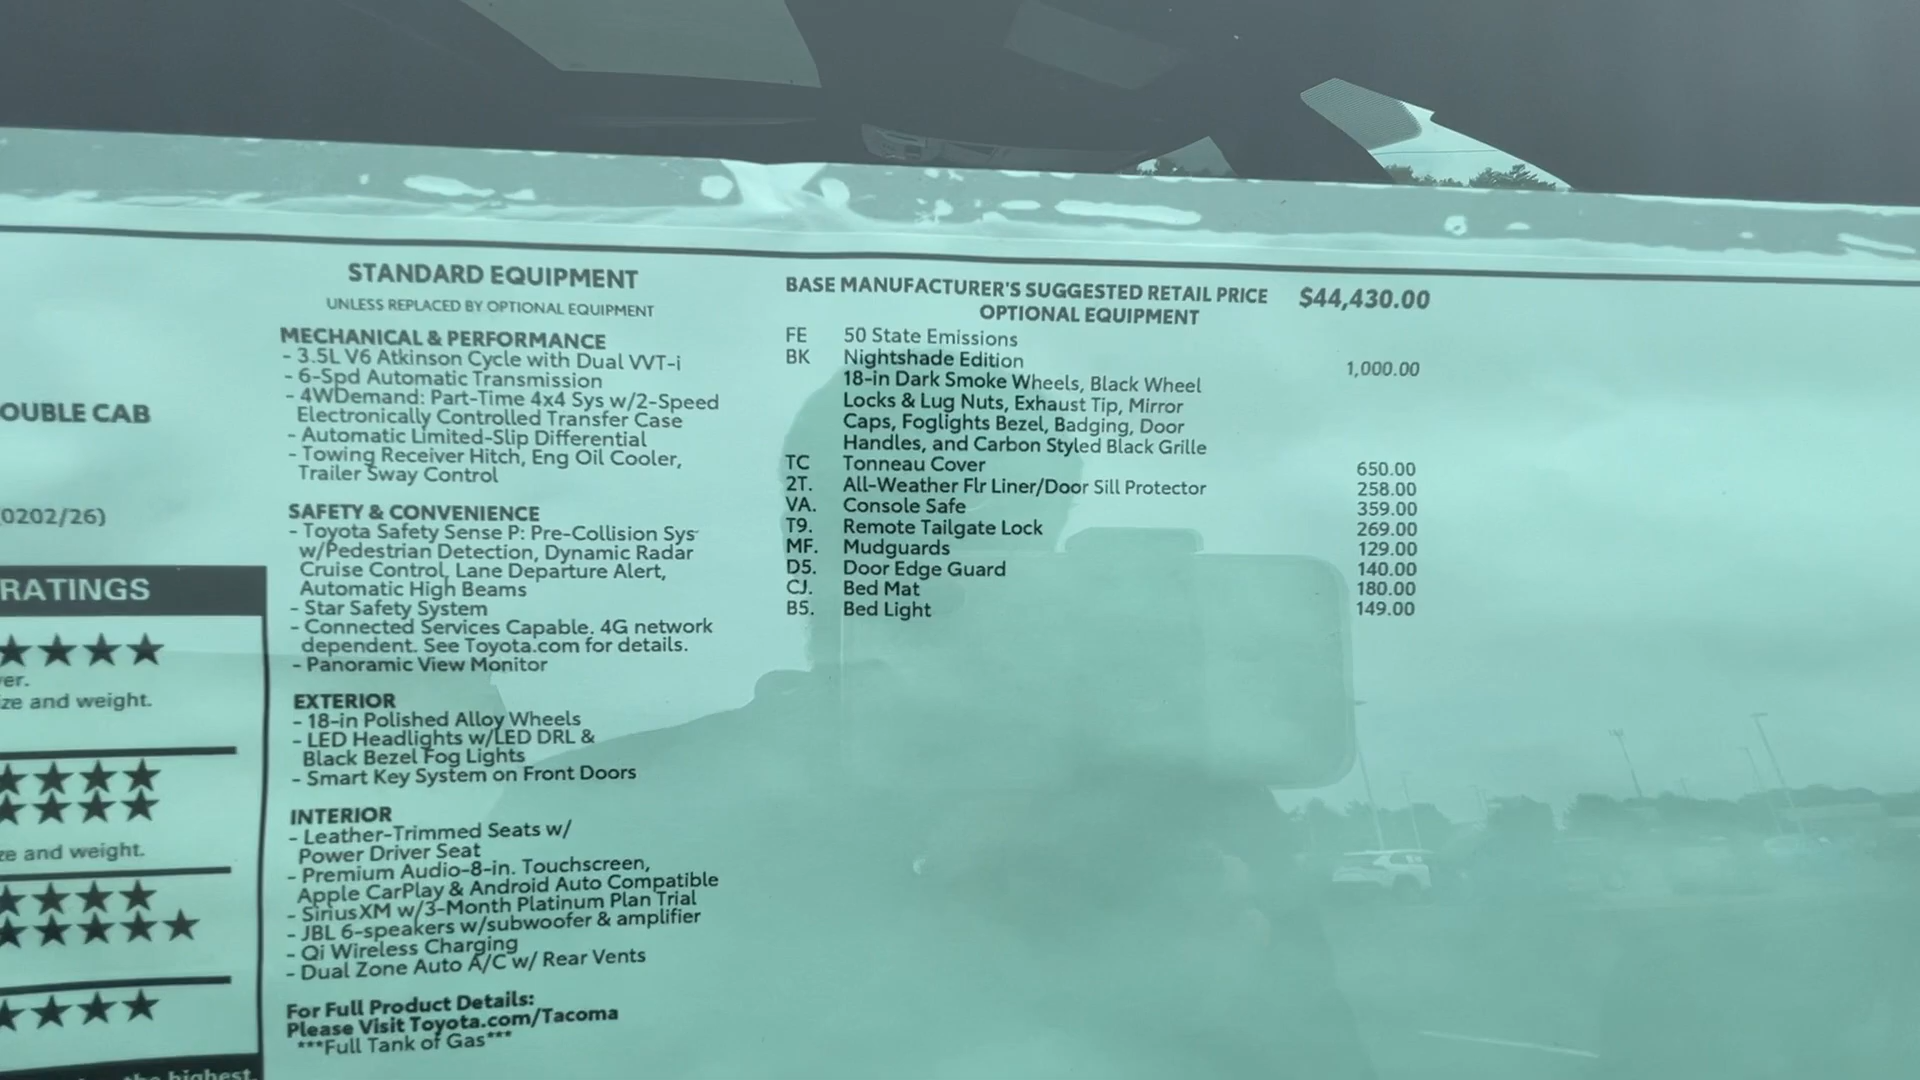 OUBLE CAB
0202/26)
RATINGS
★★★★
er.
ze and weight.
★★★★
★★★★
ze and weight.
★★★★
★★★★★
★★★★
highest.
STANDARD EQUIPMENT
UNLESS REPLACED BY OPTIONAL EQUIPMENT
MECHANICAL & PERFORMANCE
- 3.5L V6 Atkinson Cycle with Dual VVT-i
- 6-Spd Automatic Transmission
- 4WDemand: Part-Time 4x4 Sys w/2-Speed
Electronically Controlled Transfer Case
- Automatic Limited-Slip Differential
- Towing Receiver Hitch, Eng Oil Cooler,
Trailer Sway Control
SAFETY & CONVENIENCE
- Toyota Safety Sense P: Pre-Collision Sys
w/Pedestrian Detection, Dynamic Radar
Cruise Control, Lane Departure Alert,
Automatic High Beams
- Star Safety System
- Connected Services Capable. 4G network
dependent. See Toyota.com for details.
- Panoramic View Monitor
EXTERIOR
- 18-in Polished Alloy Wheels
- LED Headlights w/LED DRL &
Black Bezel Fog Lights
- Smart Key System on Front Doors
INTERIOR
- Leather-Trimmed Seats w/
Power Driver Seat
- Premium Audio-8-in. Touchscreen,
Apple CarPlay & Android Auto Compatible
- SiriusXM w/3-Month Platinum Plan Trial
- JBL 6-speakers w/subwoofer & amplifier
- Qi Wireless Charging
- Dual Zone Auto A/C w/ Rear Vents
For Full Product Details:
Please Visit Toyota.com/Tacoma
***Full Tank of Gas***
BASE MANUFACTURER'S SUGGESTED RETAIL PRICE $44,430.00
OPTIONAL EQUIPMENT
FE 50 State Emissions
BK Nightshade Edition 1,000.00
18-in Dark Smoke Wheels, Black Wheel
Locks & Lug Nuts, Exhaust Tip, Mirror
Caps, Foglights Bezel, Badging, Door
Handles, and Carbon Styled Black Grille
TC Tonneau Cover 650.00
2T. All-Weather Flr Liner/Door Sill Protector 258.00
VA. Console Safe 359.00
T9. Remote Tailgate Lock 269.00
MF. Mudguards 129.00
D5. Door Edge Guard 140.00
CJ. Bed Mat 180.00
B5. Bed Light 149.00